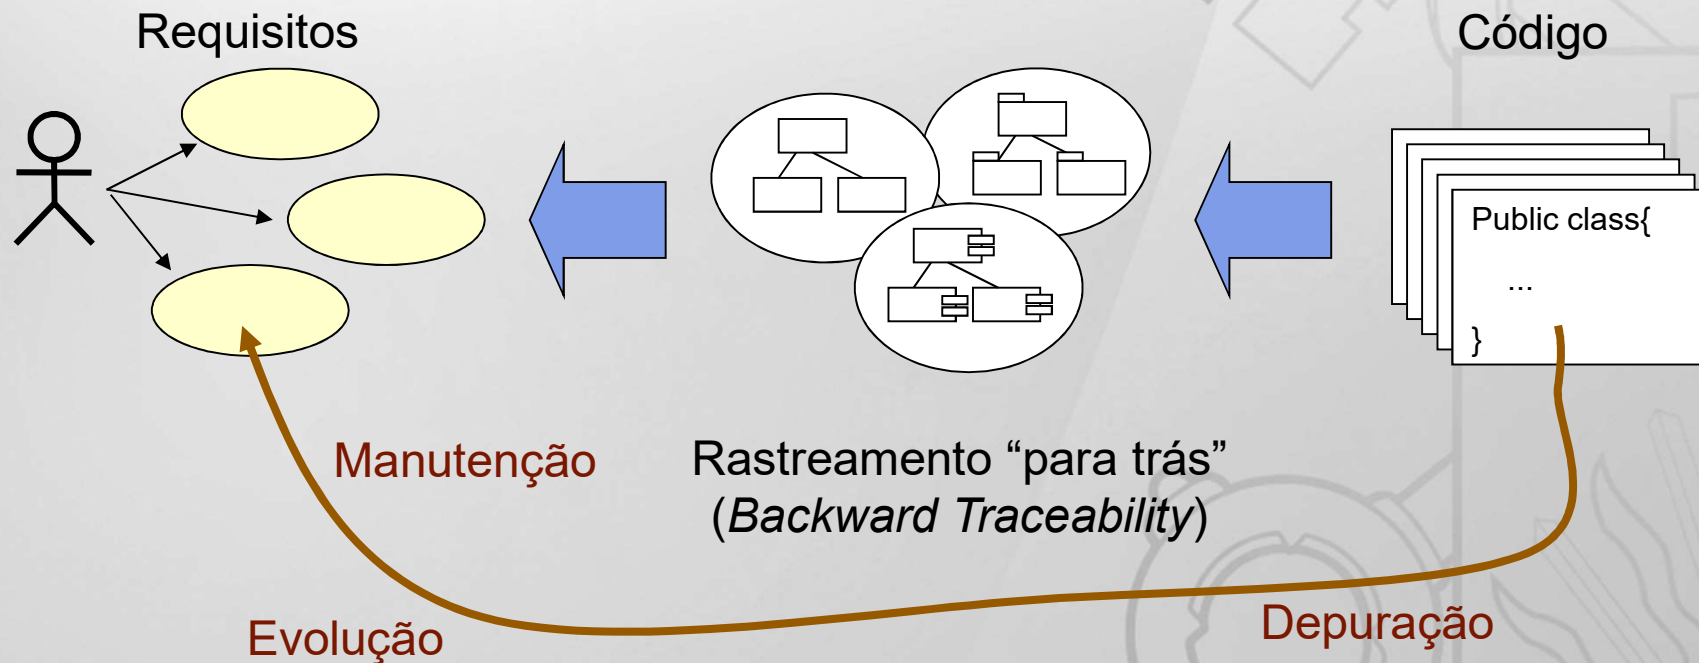 Requisitos
Código
Public class{
...
}
Manutenção
Rastreamento “para trás”
(Backward Traceability)
Evolução
Depuração